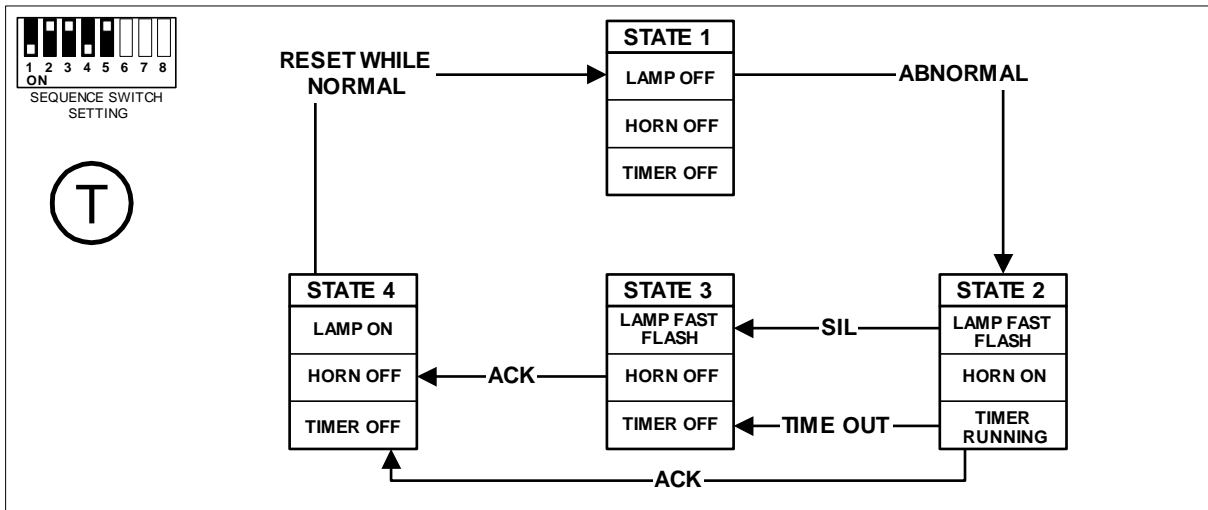 1 2 3 4 5 6 7 8
ON
SEQUENCE SWITCH
SETTING
T
RESET WHILE
NORMAL
STATE 1
LAMP OFF
HORN OFF
TIMER OFF
ABNORMAL
STATE 4
LAMP ON
HORN OFF
TIMER OFF
ACK
STATE 3
LAMP FAST
FLASH
HORN OFF
TIMER OFF
SIL
TIME OUT
STATE 2
LAMP FAST
FLASH
HORN ON
TIMER
RUNNING
ACK